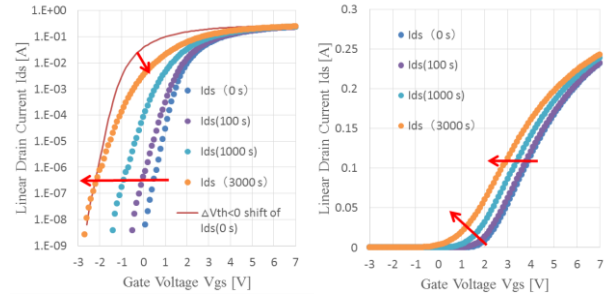 Linear Drain Current Ids [A]
1.E+00
1.E-01
1.E-02
1.E-03
1.E-04
1.E-05
1.E-06
1.E-07
1.E-08
1.E-09
Ids （0 s）
Ids(100 s)
Ids(1000 s)
Ids （3000 s）
ΔVth<0 shift of
Ids(0 s)
-3 -2 -1 0 1 2 3 4 5 6 7
Gate Voltage Vgs [V]
Linear Drain Current Ids [A]
0.3
0.25
0.2
0.15
0.1
0.05
0
Ids （0 s）
Ids(100 s)
Ids(1000 s)
Ids （3000 s）
-3 -2 -1 0 1 2 3 4 5 6 7
Gate Voltage Vgs [V]